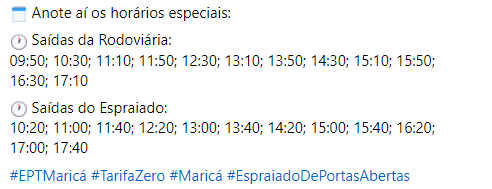 🗓️ Anote aí os horários especiais:
🕐 Saídas da Rodoviária:
09:50; 10:30; 11:10; 11:50; 12:30; 13:10; 13:50; 14:30; 15:10; 15:50;
16:30; 17:10
🕐 Saídas do Espraiado:
10:20; 11:00; 11:40; 12:20; 13:00; 13:40; 14:20; 15:00; 15:40; 16:20;
17:00; 17:40
#EPTMaricá #TarifaZero #Maricá #EspraiadoDePortasAbertas